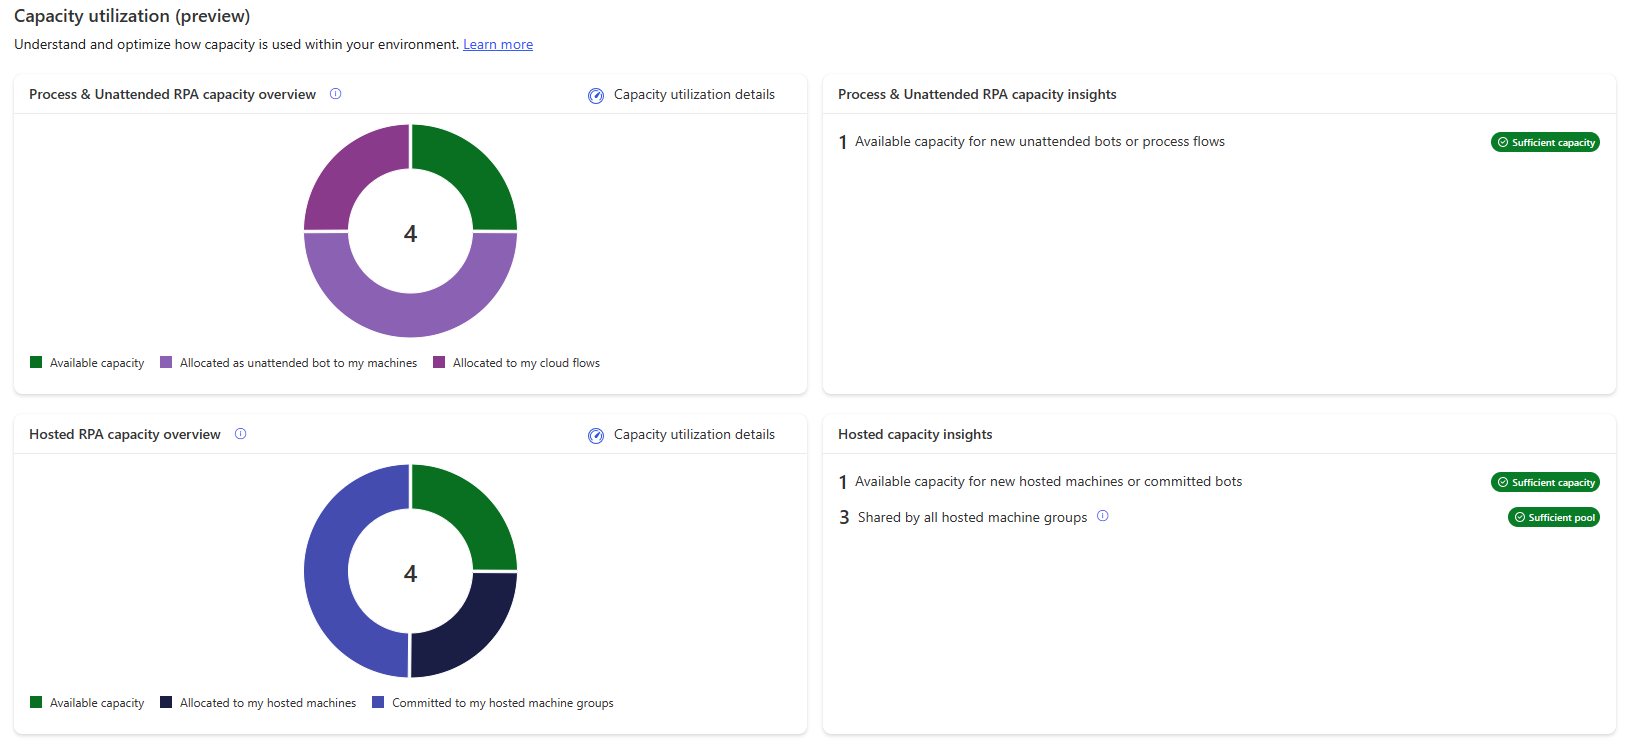 Capacity utilization (preview)
Understand and optimize how capacity is used within your environment. Learn more
Process & Unattended RPA capacity overview
Capacity utilization details
4
Available capacity
Allocated as unattended bot to my machines
Allocated to my cloud flows
Process & Unattended RPA capacity insights
1 Available capacity for new unattended bots or process flows
Sufficient capacity
Hosted RPA capacity overview
Capacity utilization details
4
Available capacity
Allocated to my hosted machines
Committed to my hosted machine groups
Hosted capacity insights
1 Available capacity for new hosted machines or committed bots
Sufficient capacity
3 Shared by all hosted machine groups
Sufficient pool